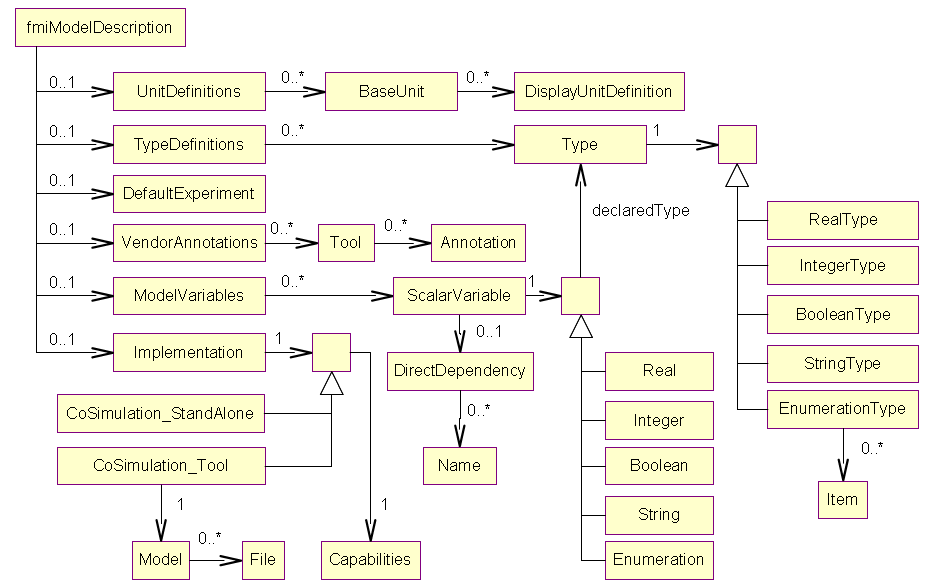 fmiModelDescription
0..1
UnitDefinitions
0..*
BaseUnit
0..*
DisplayUnitDefinition
0..1
TypeDefinitions
0..*
Type
1
0..1
DefaultExperiment
declaredType
RealType
0..1
VendorAnnotations
0..*
Tool
0..*
Annotation
IntegerType
0..1
ModelVariables
0..*
ScalarVariable
1
BooleanType
0..1
Implementation
1
0..1
DirectDependency
Real
StringType
CoSimulation_StandAlone
0..*
Integer
EnumerationType
CoSimulation_Tool
Name
Boolean
0..*
1
1
String
Item
Model
0..*
File
Capabilities
Enumeration